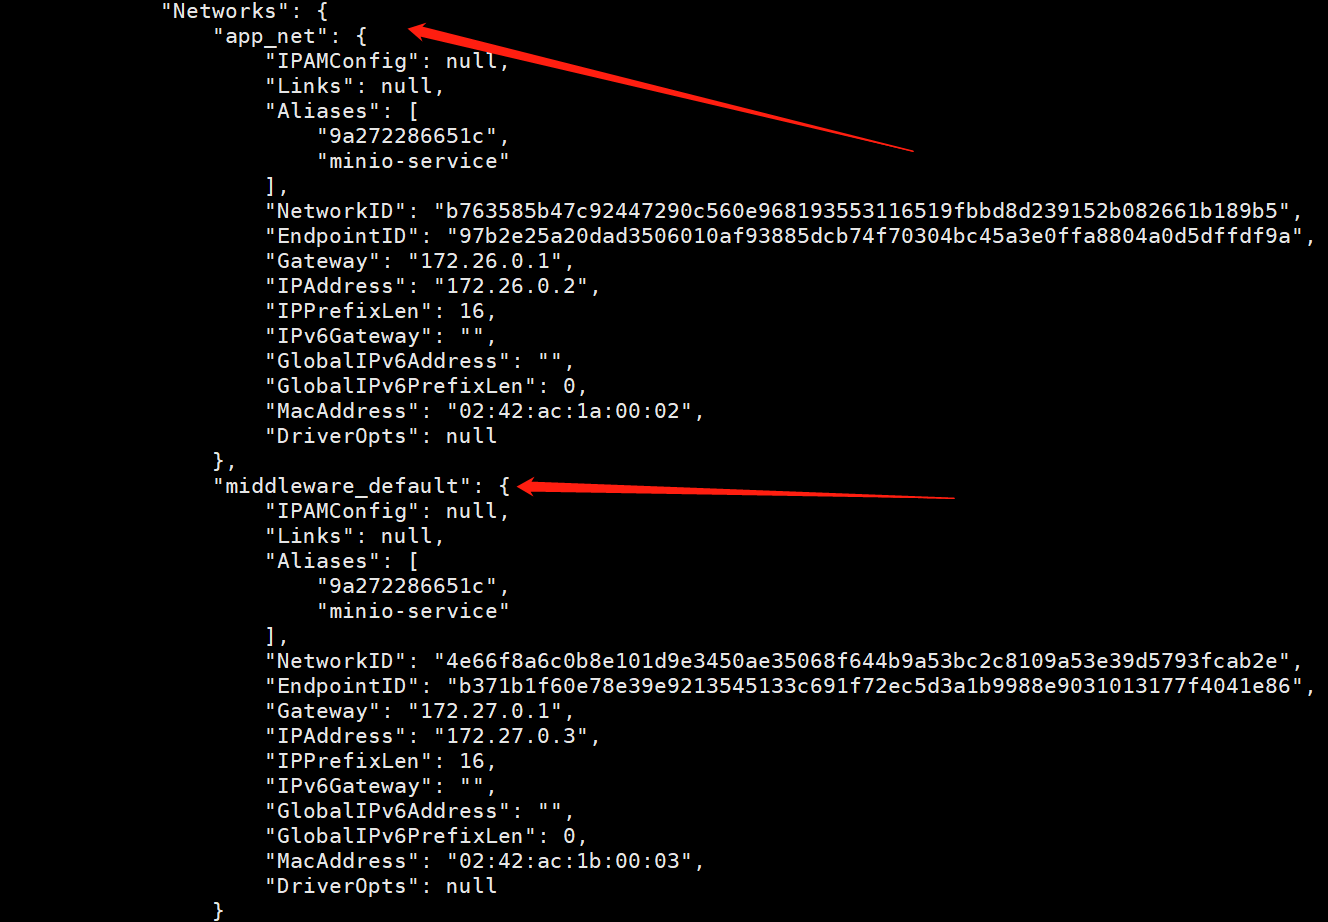 "Networks": {
"app_net": {
"IPAMConfig": null,
"Links": null,
"Aliases": [
"9a272286651c",
"minio-service"
],
"NetworkID": "b763585b47c92447290c560e968193553116519fbbd8d239152b082661b189b5",
"EndpointID": "97b2e25a20dad3506010af93885dcb74f70304bc45a3e0ffa8804a0d5dffdf9a",
"Gateway": "172.26.0.1",
"IPAddress": "172.26.0.2",
"IPPrefixLen": 16,
"IPv6Gateway": "",
"GlobalIPv6Address": "",
"GlobalIPv6PrefixLen": 0,
"MacAddress": "02:42:ac:1a:00:02",
"DriverOpts": null
},
"middleware_default": {
"IPAMConfig": null,
"Links": null,
"Aliases": [
"9a272286651c",
"minio-service"
],
"NetworkID": "4e66f8a6c0b8e101d9e3450ae35068f644b9a53bc2c8109a53e39d5793fcab2e",
"EndpointID": "b371b1f60e78e39e9213545133c691f72ec5d3a1b9988e9031013177f4041e86",
"Gateway": "172.27.0.1",
"IPAddress": "172.27.0.3",
"IPPrefixLen": 16,
"IPv6Gateway": "",
"GlobalIPv6Address": "",
"GlobalIPv6PrefixLen": 0,
"MacAddress": "02:42:ac:1b:00:03",
"DriverOpts": null
}